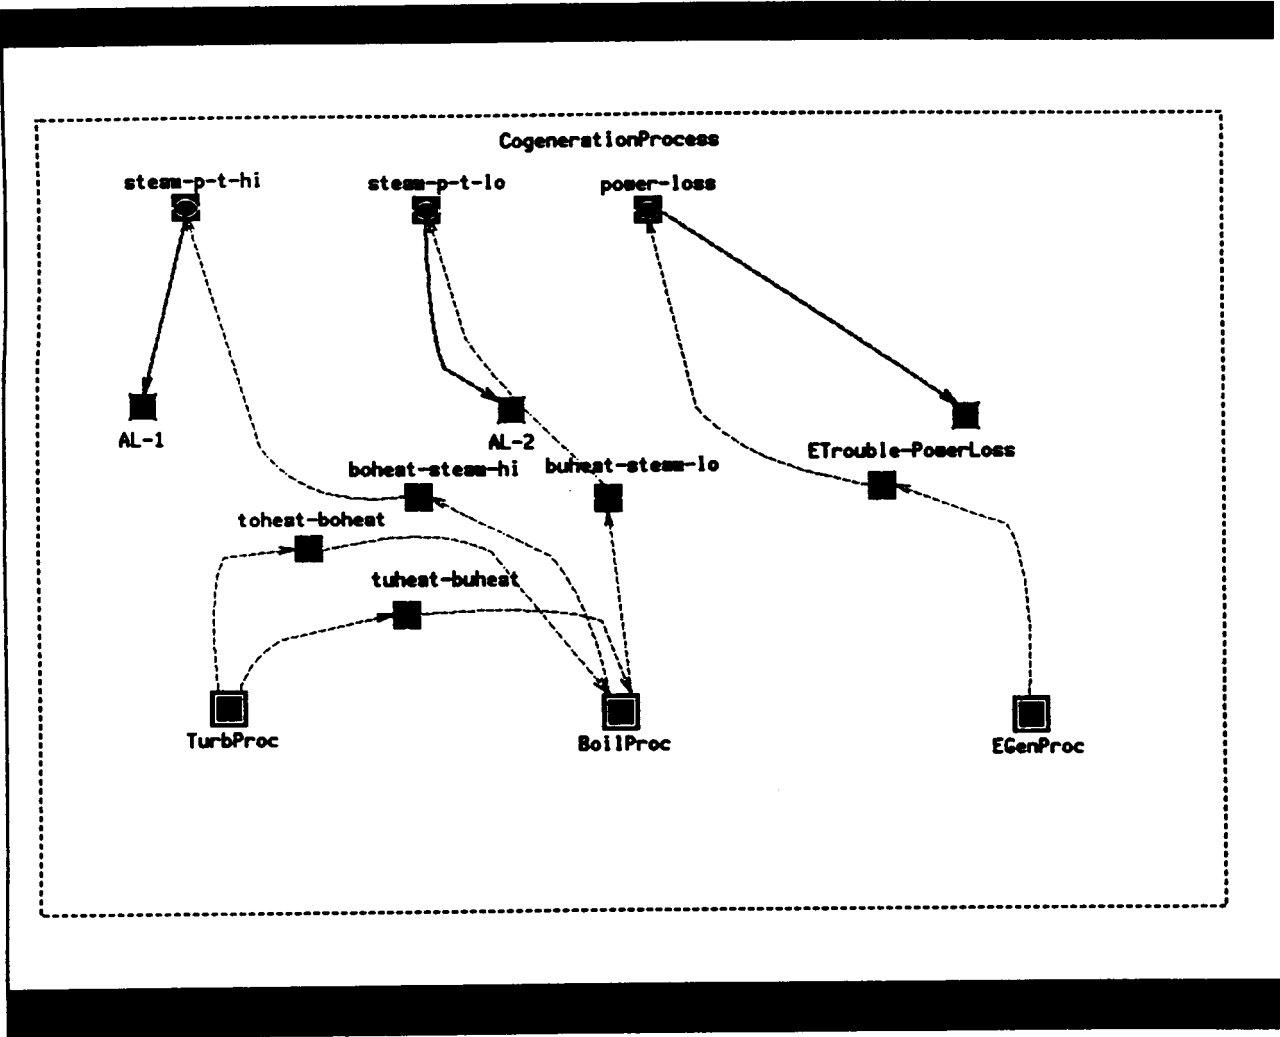 CogenerationProcess
steam-p-t-hi
steam-p-t-lo
power-loss
AL-1
AL-2
ETrouble-PowerLoss
boheat-steam-hi
buheat-steam-lo
toheat-boheat
tuheat-buheat
TurbProc
BoilProc
EGenProc